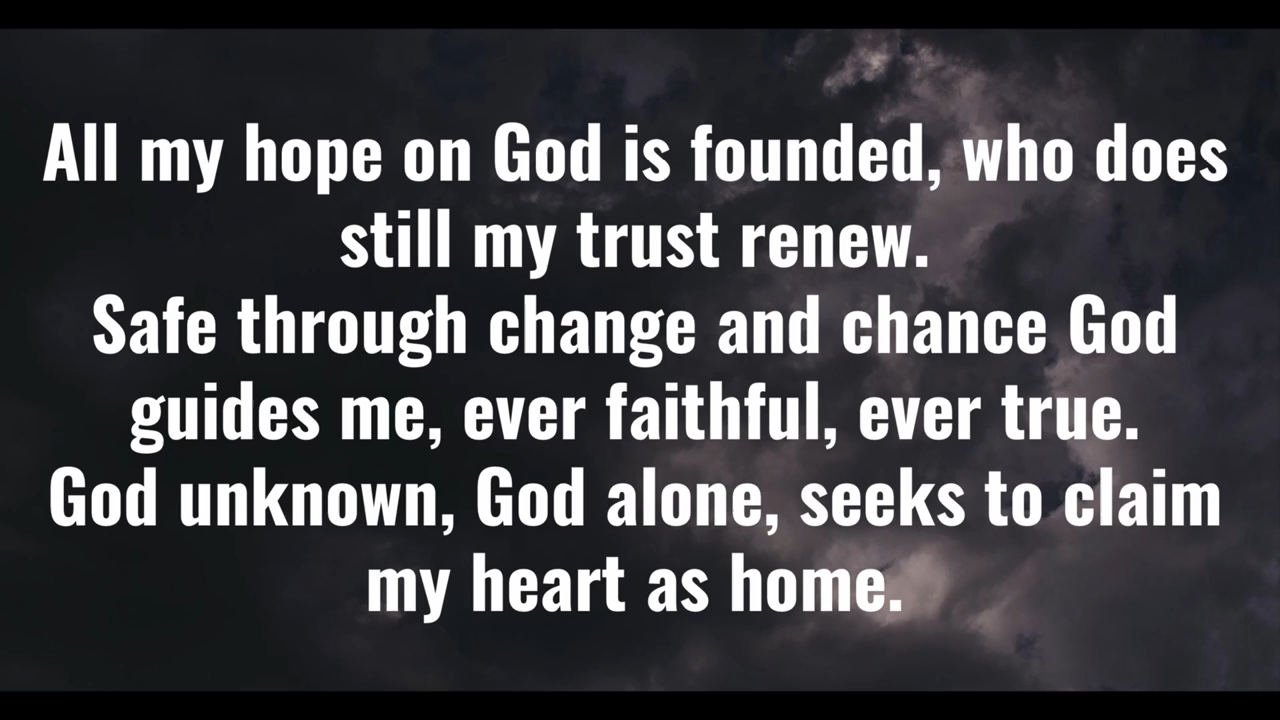 All my hope on God is founded, who does
still my trust renew.
Safe through change and chance God
guides me, ever faithful, ever true.
God unknown, God alone, seeks to claim
my heart as home.